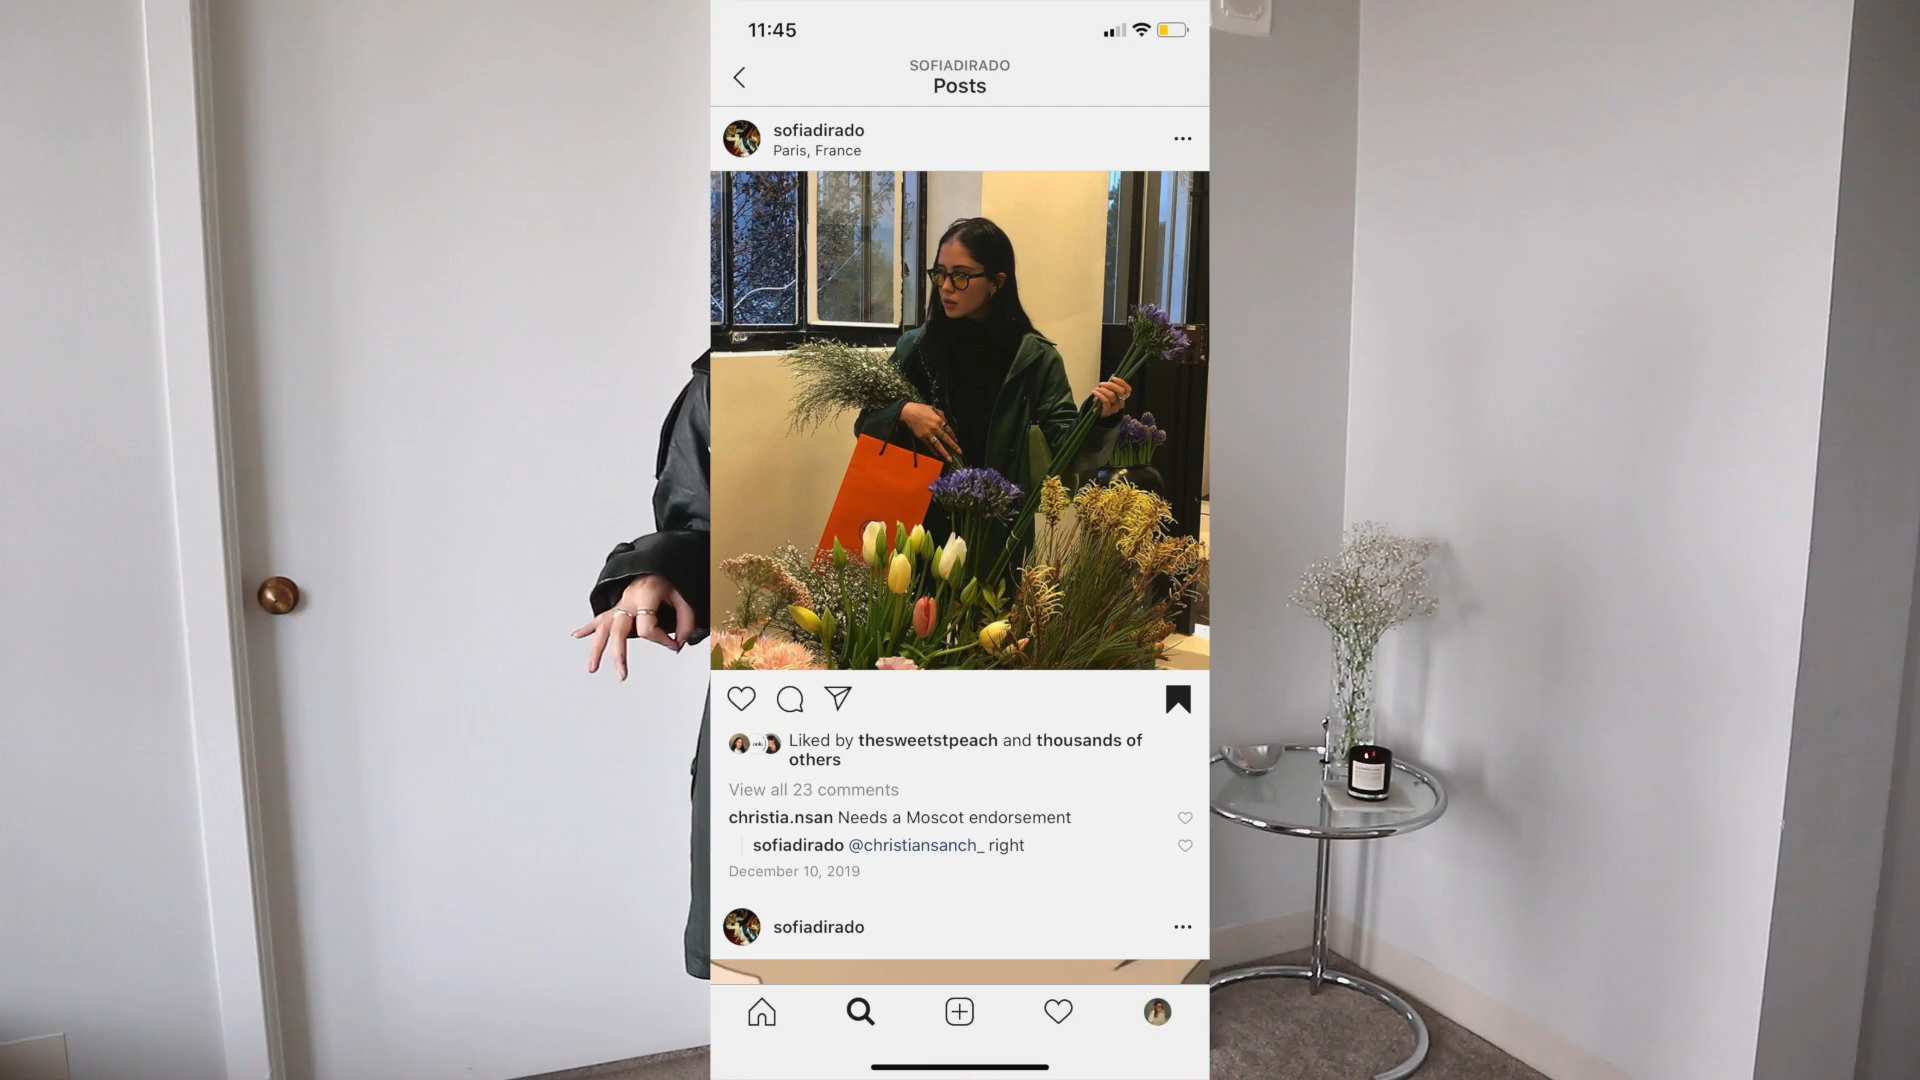 11:45
SOFIADIRADO
Posts
sofiadirado
Paris, France
Liked by thesweetstpeach and thousands of
others
View all 23 comments
christia.nsan Needs a Moscot endorsement
sofiadirado @christiansanch_ right
December 10, 2019
sofiadirado